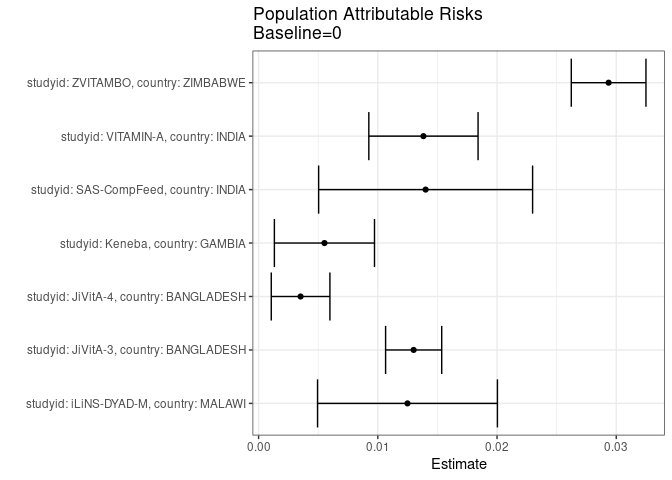 Population Attributable Risks
Baseline=0
studyid: ZVITAMBO, country: ZIMBABWE
studyid: VITAMIN-A, country: INDIA
studyid: SAS-CompFeed, country: INDIA
studyid: Keneba, country: GAMBIA
studyid: JiVitA-4, country: BANGLADESH
studyid: JiVitA-3, country: BANGLADESH
studyid: iLiNS-DYAD-M, country: MALAWI
0.00 0.01 0.02 0.03
Estimate